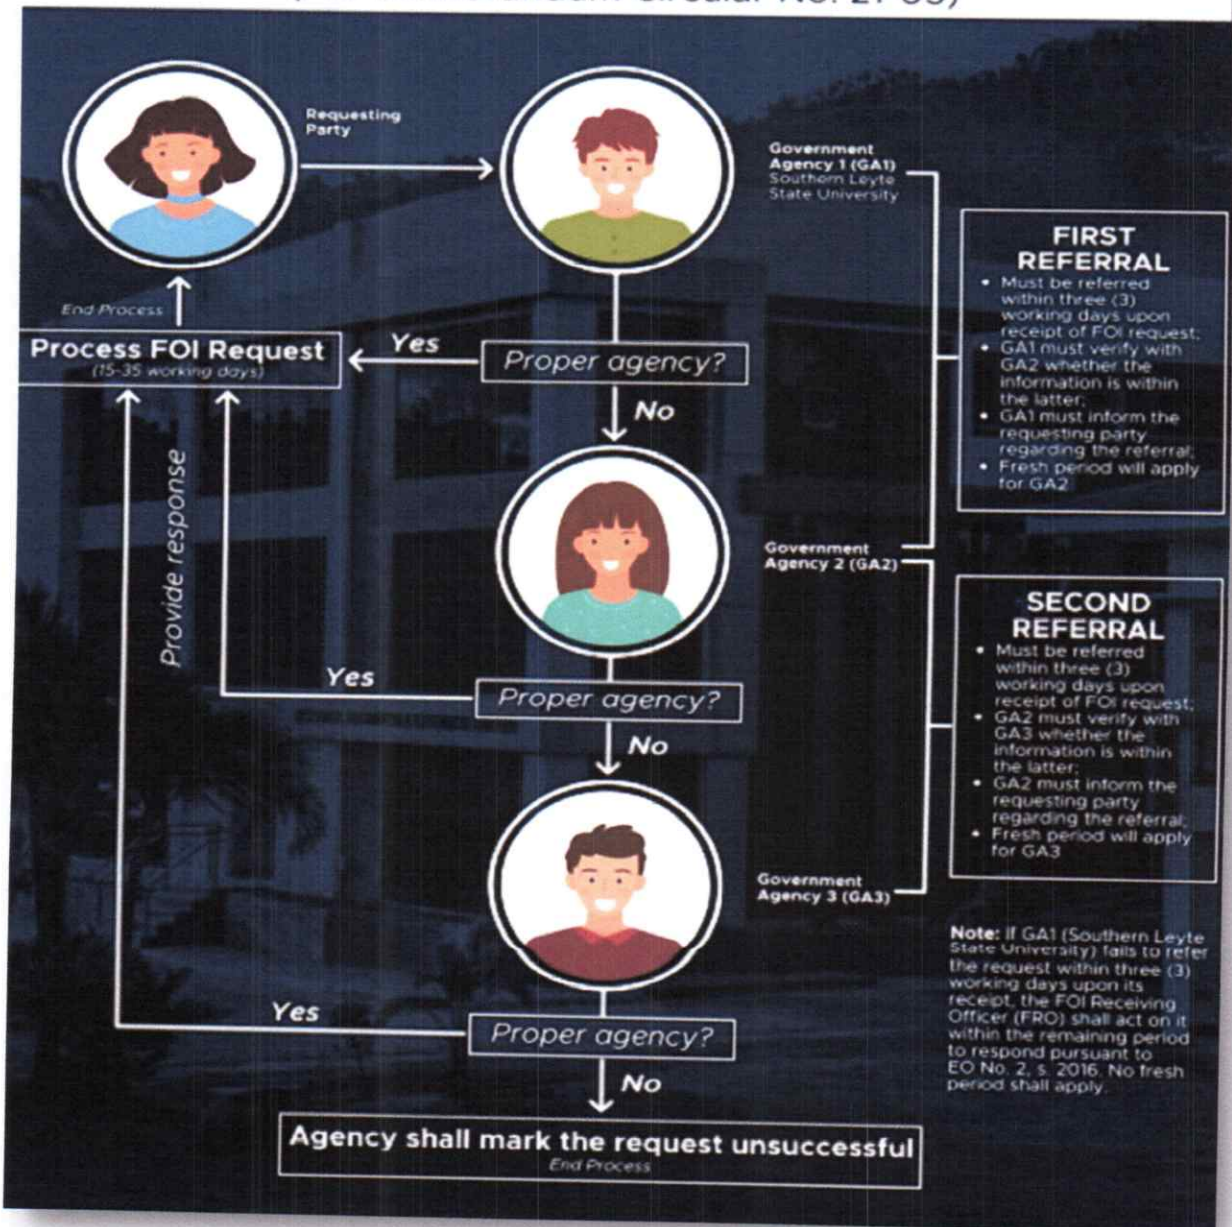 Circular No. 21-05)
Requesting
Party
Government
Agency 1 (GA1)
Southern Leyte
State University
FIRST
REFERRAL
• Must be referred
within three (3)
working days upon
receipt of FOI request;
• GA1 must verify with
GA2 whether the
information is within
the latter;
• GA1 must inform the
requesting party
regarding the referral;
• Fresh period will apply
for GA2
End Process
Process FOI Request
(15-35 working days)
Yes
Proper agency?
No
Provide response
Government
Agency 2 (GA2)
SECOND
REFERRAL
• Must be referred
within three (3)
working days upon
receipt of FOI request;
• GA2 must verify with
GA3 whether the
information is within
the latter;
• GA2 must inform the
requesting party
regarding the referral;
• Fresh period will apply
for GA3
Yes
Proper agency?
No
Government
Agency 3 (GA3)
Note: If GA1 (Southern Leyte
State University) fails to refer
the request within three (3)
working days upon its
receipt, the FOI Receiving
Officer (FRO) shall act on it
within the remaining period
to respond pursuant to
EO No. 2, s. 2016. No fresh
period shall apply.
Yes
Proper agency?
No
Agency shall mark the request unsuccessful
End Process